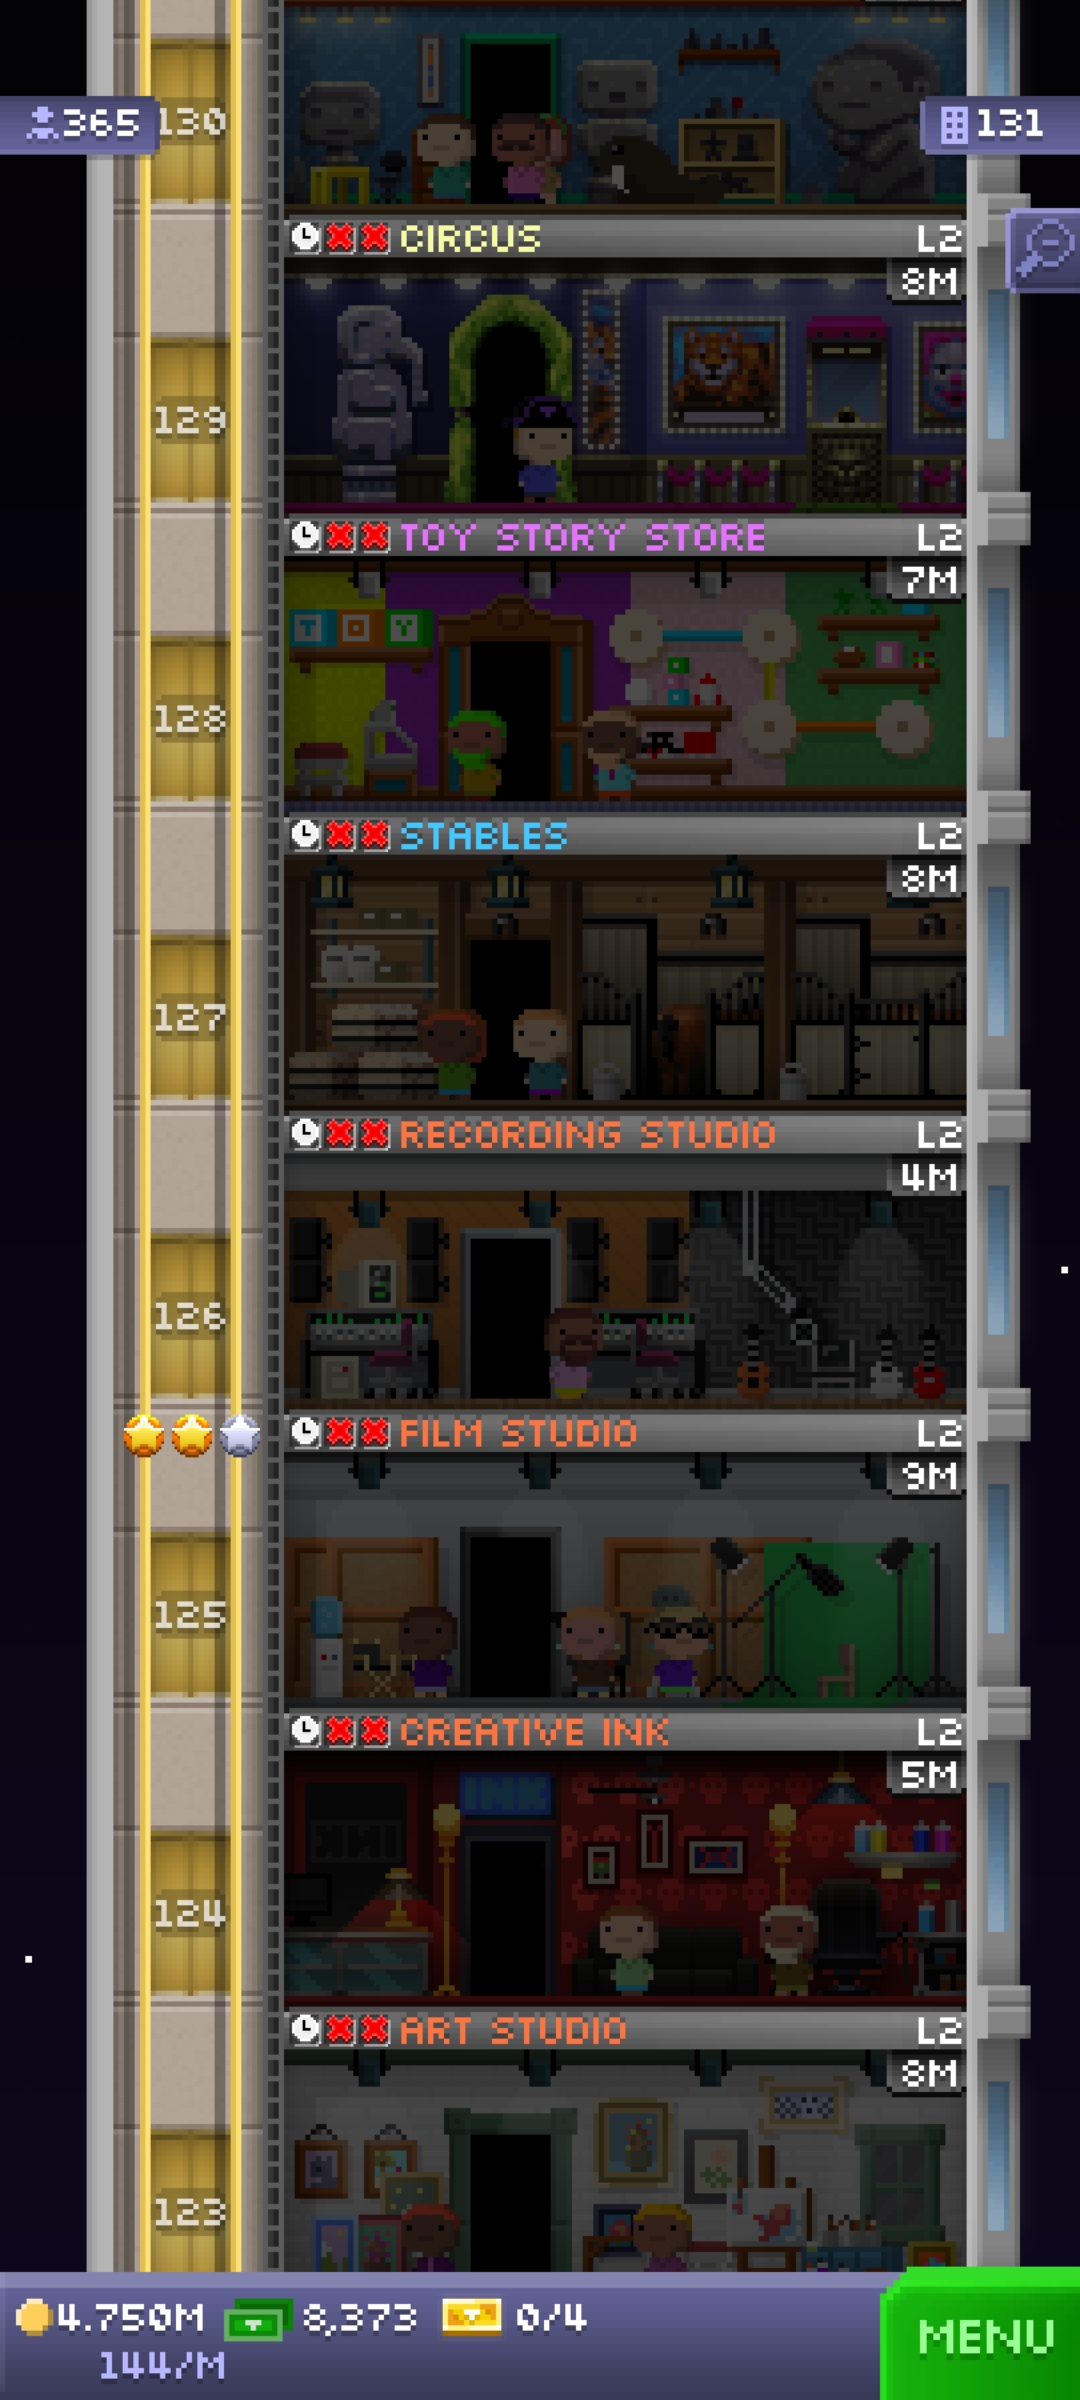 365
130
131
CIRCUS L2
8M
129
TOY STORY STORE L2
7M
TOY
128
STABLES L2
8M
127
RECORDING STUDIO L2
4M
126
FILM STUDIO L2
9M
125
CREATIVE INK L2
5M
INK
INK
124
ART STUDIO L2
8M
123
4.750M 8,373 0/4
144/M
MENU